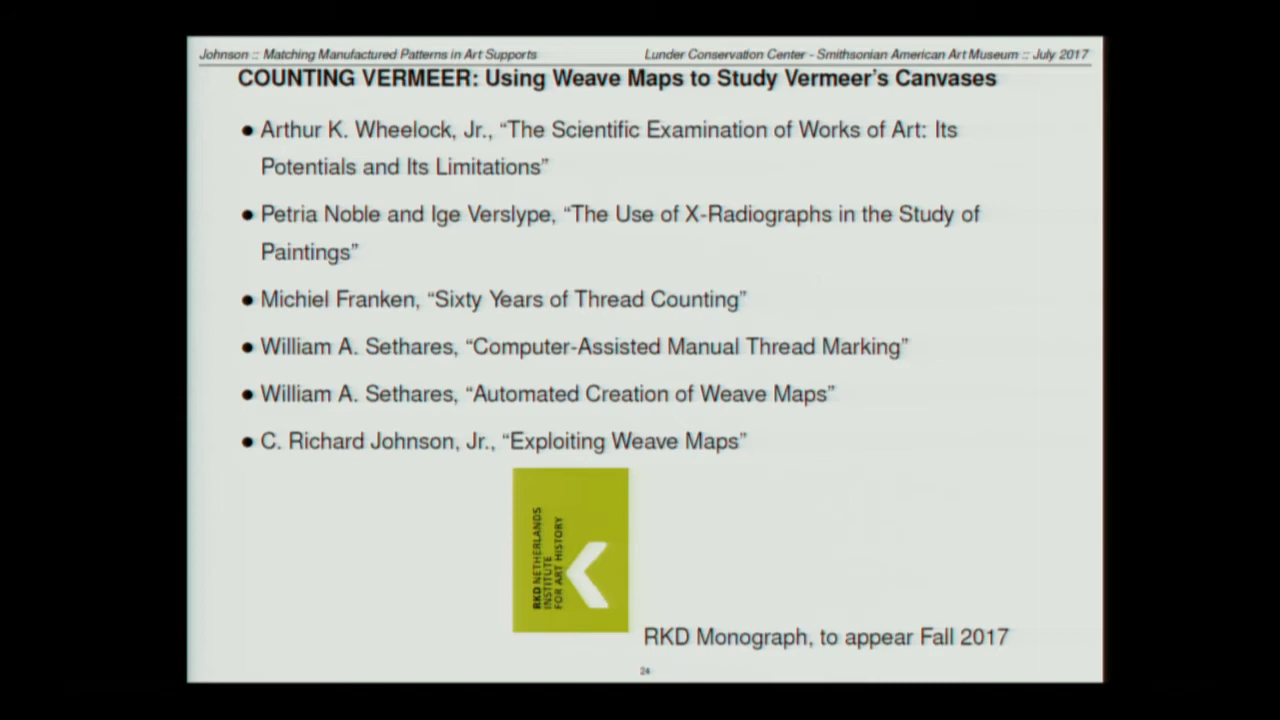 Johnson :: Matching Manufactured Patterns in Art Supports
Lunder Conservation Center - Smithsonian American Art Museum :: July 2017
COUNTING VERMEER: Using Weave Maps to Study Vermeer's Canvases
● Arthur K. Wheelock, Jr., “The Scientific Examination of Works of Art: Its
Potentials and Its Limitations”
● Petria Noble and Ige Verslype, “The Use of X-Radiographs in the Study of
Paintings”
● Michiel Franken, “Sixty Years of Thread Counting”
● William A. Sethares, “Computer-Assisted Manual Thread Marking”
● William A. Sethares, “Automated Creation of Weave Maps”
● C. Richard Johnson, Jr., “Exploiting Weave Maps”
RKD NETHERLANDS
INSTITUTE
FOR ART HISTORY
RKD Monograph, to appear Fall 2017
24